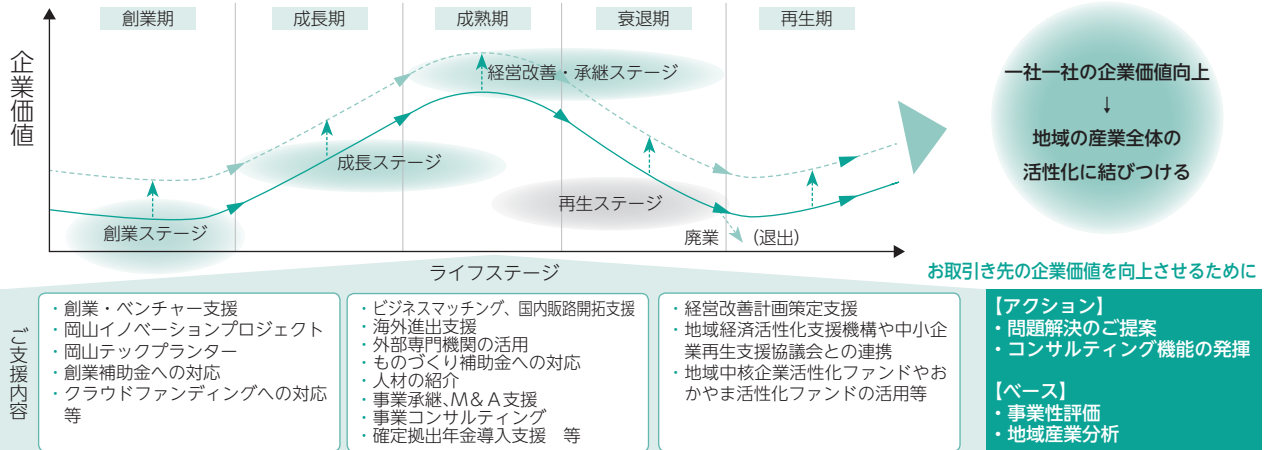 創業期
成長期
成熟期
衰退期
再生期
企業価値
経営改善・承継ステージ
成長ステージ
再生ステージ
創業ステージ
廃業
(退出)
ライフステージ
一社一社の企業価値向上
↓
地域の産業全体の
活性化に結びつける
お取引き先の企業価値を向上させるために
ご支援内容
・創業・ベンチャー支援
・岡山イノベーションプロジェクト
・岡山テックプランター
・創業補助金への対応
・クラウドファンディングへの対応
等
・ビジネスマッチング、国内販路開拓支援
・海外進出支援
・外部専門機関の活用
・ものづくり補助金への対応
・人材の紹介
・事業承継、M&A支援
・事業コンサルティング
・確定拠出年金導入支援　等
・経営改善計画策定支援
・地域経済活性化支援機構や中小企
業再生支援協議会との連携
・地域中核企業活性化ファンドやお
かやま活性化ファンドの活用等
【アクション】
・問題解決のご提案
・コンサルティング機能の発揮
【ベース】
・事業性評価
・地域産業分析